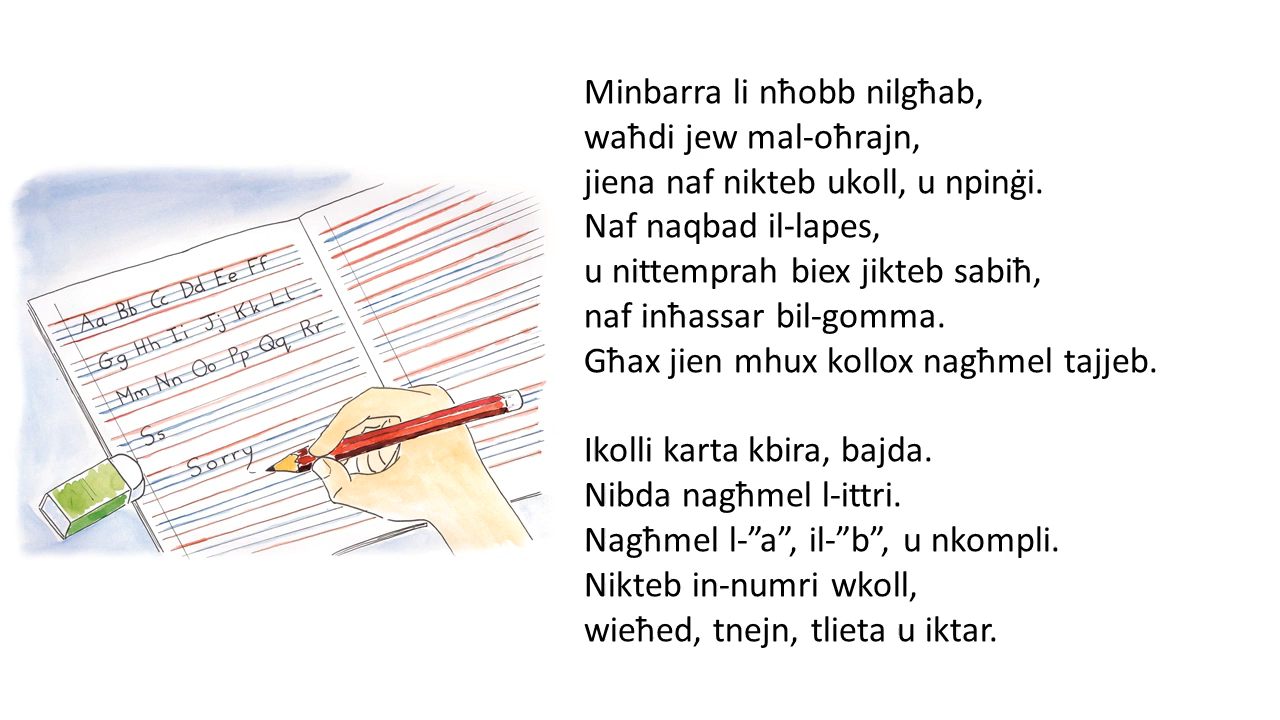 Aa Bb Cc Dd Ee Ff
Gg Hh Ii Jj Kk Ll
Mm Nn Oo Pp Qq Rr
Ss
Sorry
Minbarra li nħobb nilgħab,
waħdi jew mal-oħrajn,
jiena naf nikteb ukoll, u npinġi.
Naf naqbad il-lapes,
u nittemprah biex jikteb sabiħ,
naf inħassar bil-gomma.
Għax jien mhux kollox nagħmel tajjeb.
Ikolli karta kbira, bajda.
Nibda nagħmel l-ittri.
Nagħmel l-”a”, il-”b”, u nkompli.
Nikteb in-numri wkoll,
wieħed, tnejn, tlieta u iktar.